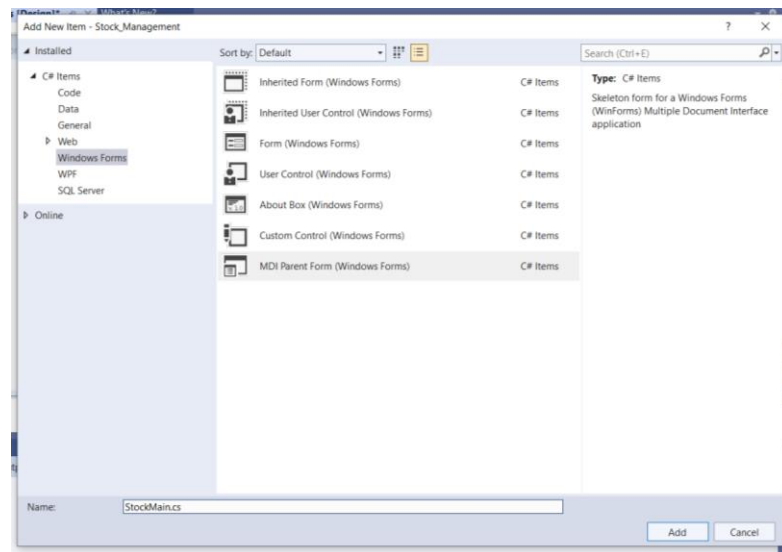 [Design]* What's New?
Add New Item - Stock_Management ? ×
Installed
Sort by: Default
Search (Ctrl+E)
C# Items
Code
Data
General
Web
Windows Forms
WPF
SQL Server
Online
Inherited Form (Windows Forms) C# Items
Inherited User Control (Windows Forms) C# Items
Form (Windows Forms) C# Items
User Control (Windows Forms) C# Items
About Box (Windows Forms) C# Items
Custom Control (Windows Forms) C# Items
MDI Parent Form (Windows Forms) C# Items
Type: C# Items
Skeleton form for a Windows Forms
(WinForms) Multiple Document Interface
application
Name: StockMain.cs
Add Cancel